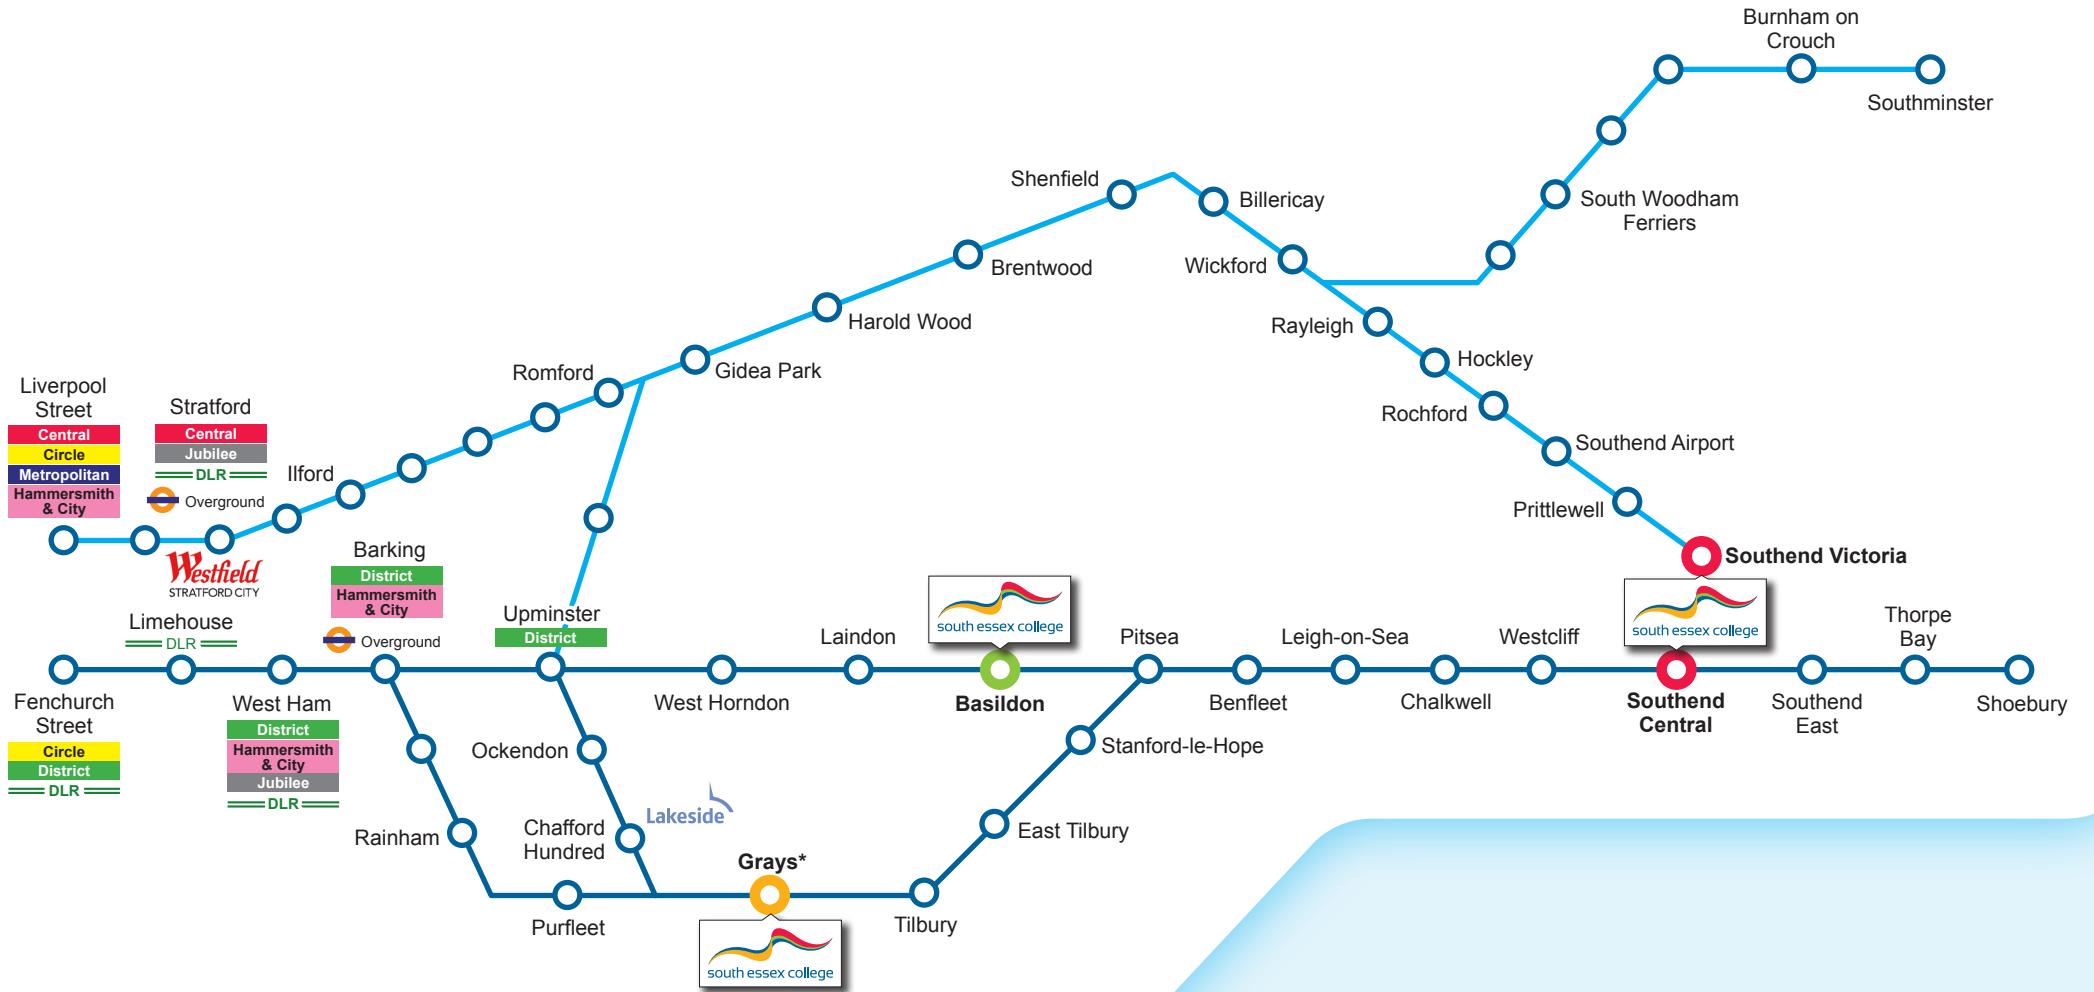 Burnham on
Crouch
Southminster
Shenfield
Billericay
South Woodham
Ferriers
Brentwood
Wickford
Harold Wood
Rayleigh
Hockley
Romford
Gidea Park
Rochford
Liverpool
Street
Central
Circle
Metropolitan
Hammersmith
& City
Stratford
Central
Jubilee
DLR
Overground
Ilford
Southend Airport
Prittlewell
Southend Victoria
Westfield
STRATFORD CITY
Barking
District
Hammersmith
& City
Overground
south essex college
south essex college
Limehouse
DLR
Upminster
District
Laindon
Pitsea
Leigh-on-Sea
Westcliff
Thorpe
Bay
Fenchurch
Street
Circle
District
DLR
West Ham
District
Hammersmith
& City
Jubilee
DLR
West Horndon
Basildon
Benfleet
Chalkwell
Southend
Central
Southend
East
Shoebury
Ockendon
Stanford-le-Hope
Lakeside
Rainham
Chafford
Hundred
East Tilbury
Grays*
Purfleet
Tilbury
south essex college